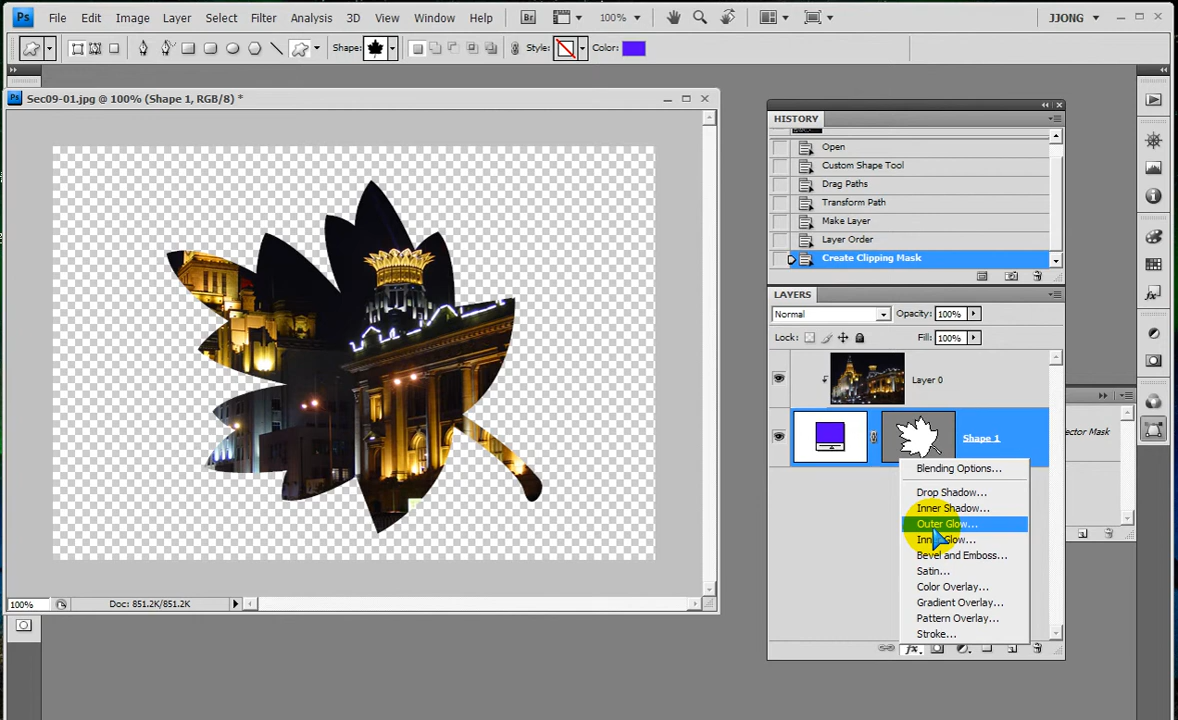 Ps File Edit Image Layer Select Filter Analysis 3D View Window Help Br 100% JJONG
Shape: Style: Color:
Sec09-01.jpg @ 100% (Shape 1, RGB/8) *
HISTORY
Open
Custom Shape Tool
Drag Paths
Transform Path
Make Layer
Layer Order
Create Clipping Mask
LAYERS
Normal Opacity: 100%
Lock: Fill: 100%
Layer 0
Shape 1
ector Mask
Blending Options...
Drop Shadow...
Inner Shadow...
Outer Glow...
Inner Glow...
Bevel and Emboss...
Satin...
Color Overlay...
Gradient Overlay...
Pattern Overlay...
Stroke...
fx.
100% Doc: 851.2K/851.2K